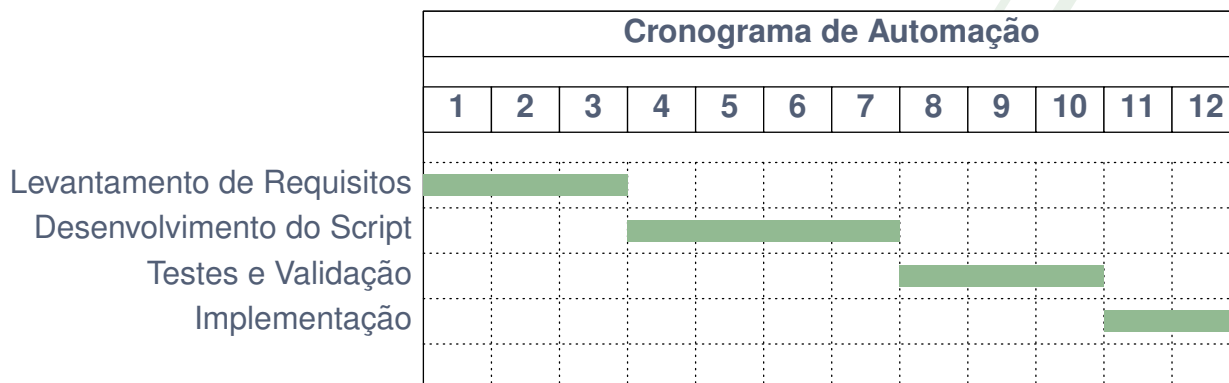 Cronograma de Automação
1 2 3 4 5 6 7 8 9 10 11 12
Levantamento de Requisitos
Desenvolvimento do Script
Testes e Validação
Implementação